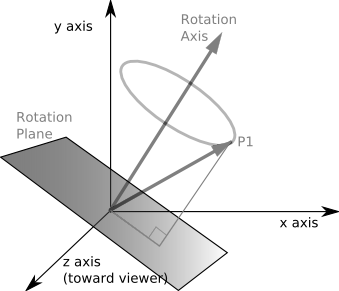 Rotation
Axis
y axis
P1
Rotation
Plane
x axis
z axis
(toward viewer)